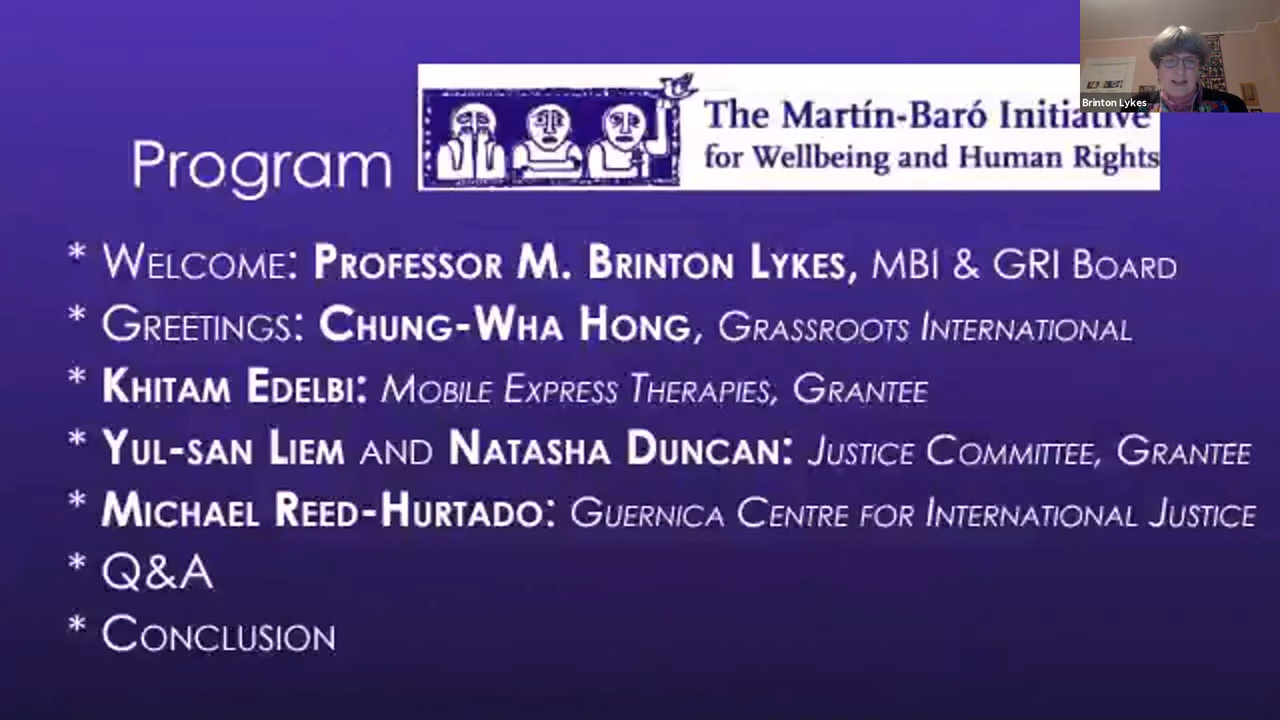 Program
The Martín-Baró Initiative
for Wellbeing and Human Rights
Brinton Lykes
* Welcome: Professor M. Brinton Lykes, MBI & GRI Board
* Greetings: Chung-Wha Hong, Grassroots International
* Khitam Edelbi: Mobile Express Therapies, Grantee
* Yul-san Liem and Natasha Duncan: Justice Committee, Grantee
* Michael Reed-Hurtado: Guernica Centre for International Justice
* Q&A
* Conclusion